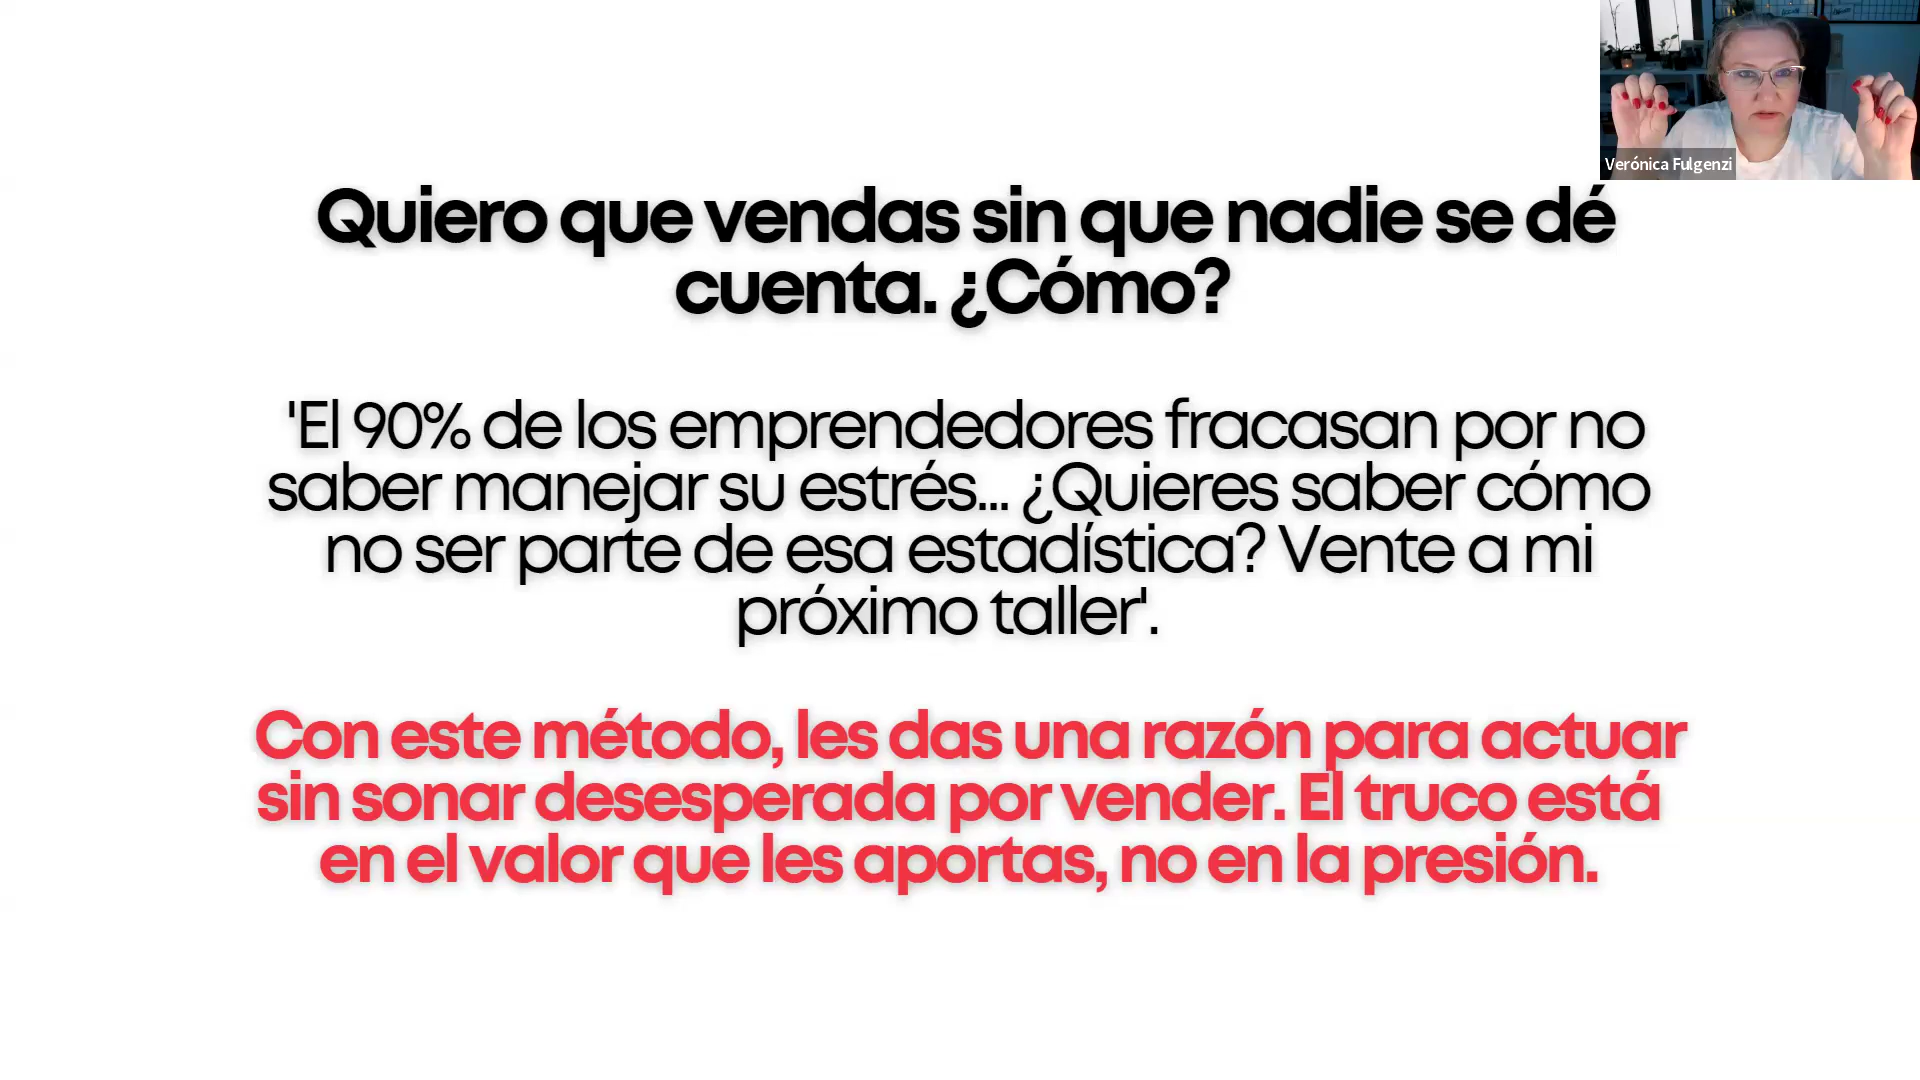 Verónica Fulgenzi
Quiero que vendas sin que nadie se dé
cuenta. ¿Cómo?
'El 90% de los emprendedores fracasan por no
saber manejar su estrés... ¿Quieres saber cómo
no ser parte de esa estadística? Vente a mi
próximo taller'.
Con este método, les das una razón para actuar
sin sonar desesperada por vender. El truco está
en el valor que les aportas, no en la presión.